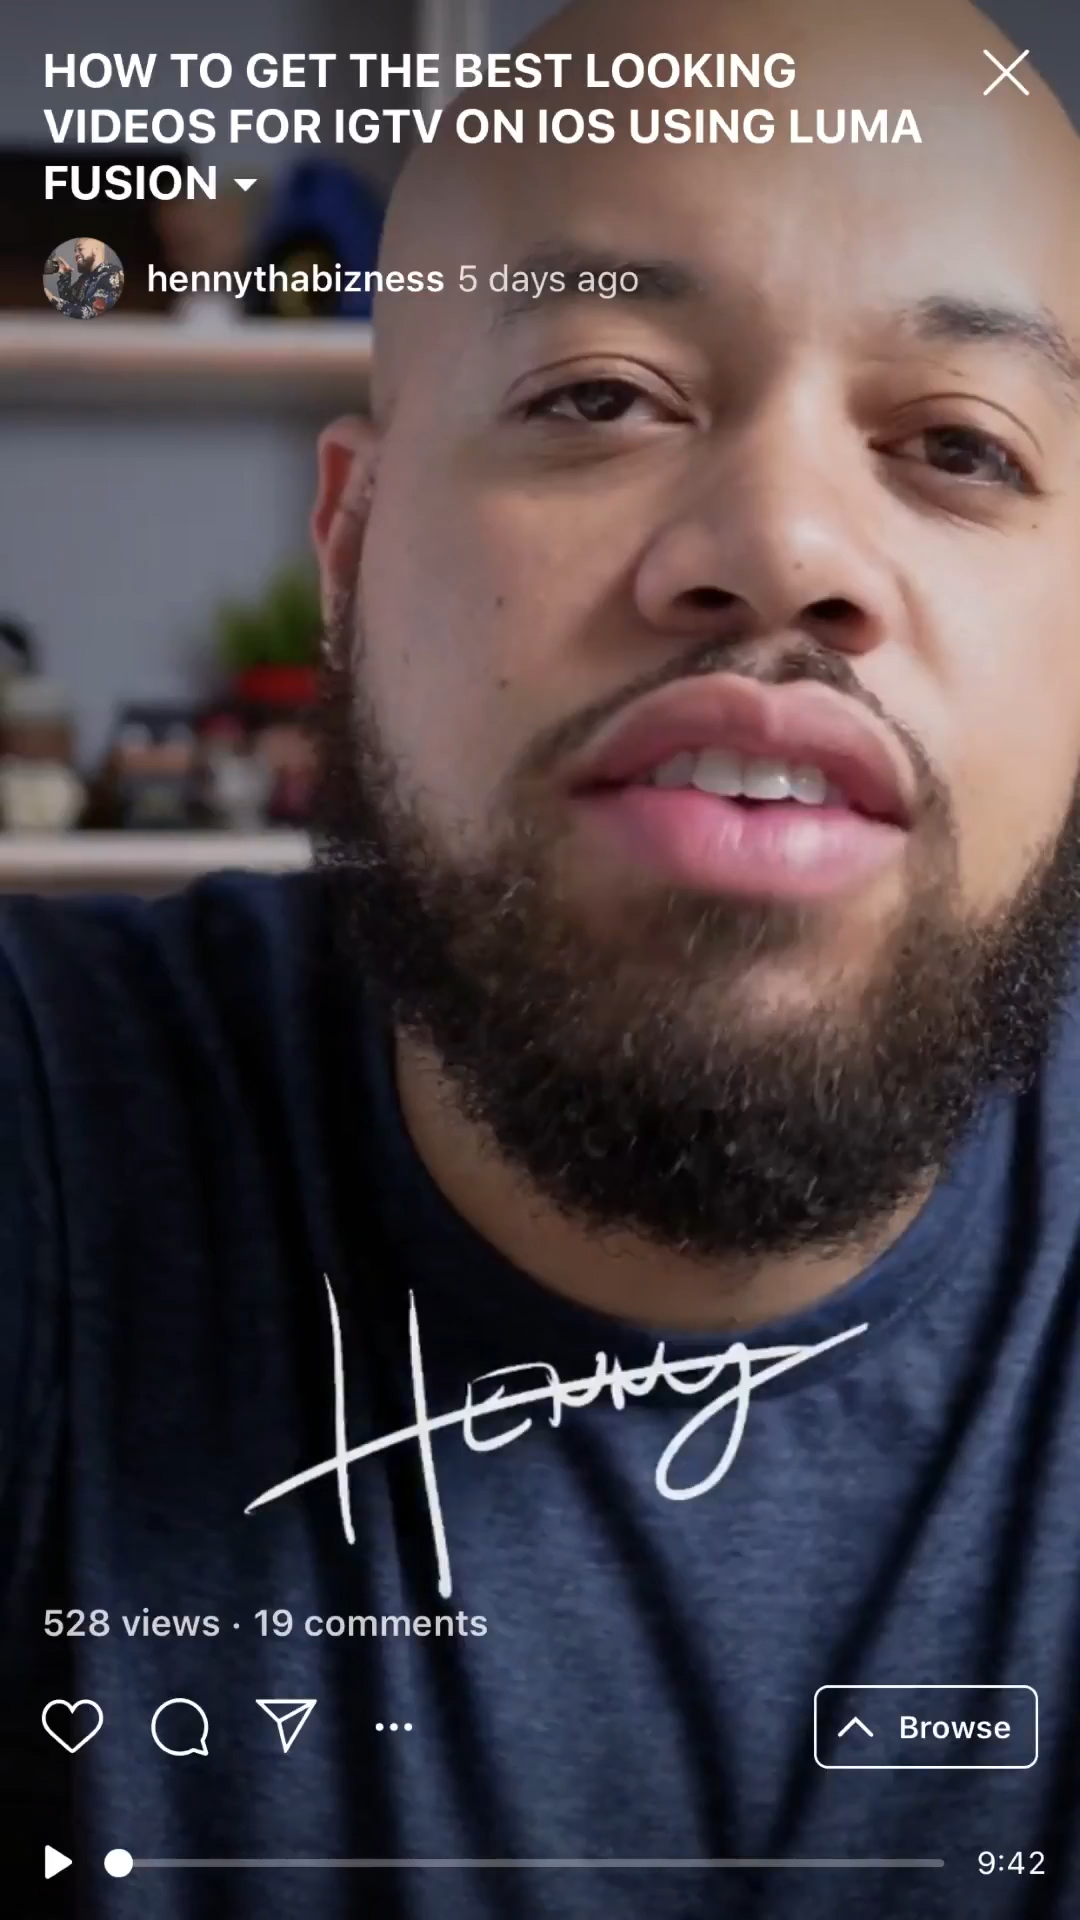 HOW TO GET THE BEST LOOKING
VIDEOS FOR IGTV ON IOS USING LUMA
FUSION
hennythabizness 5 days ago
Henny
528 views · 19 comments
Browse
9:42